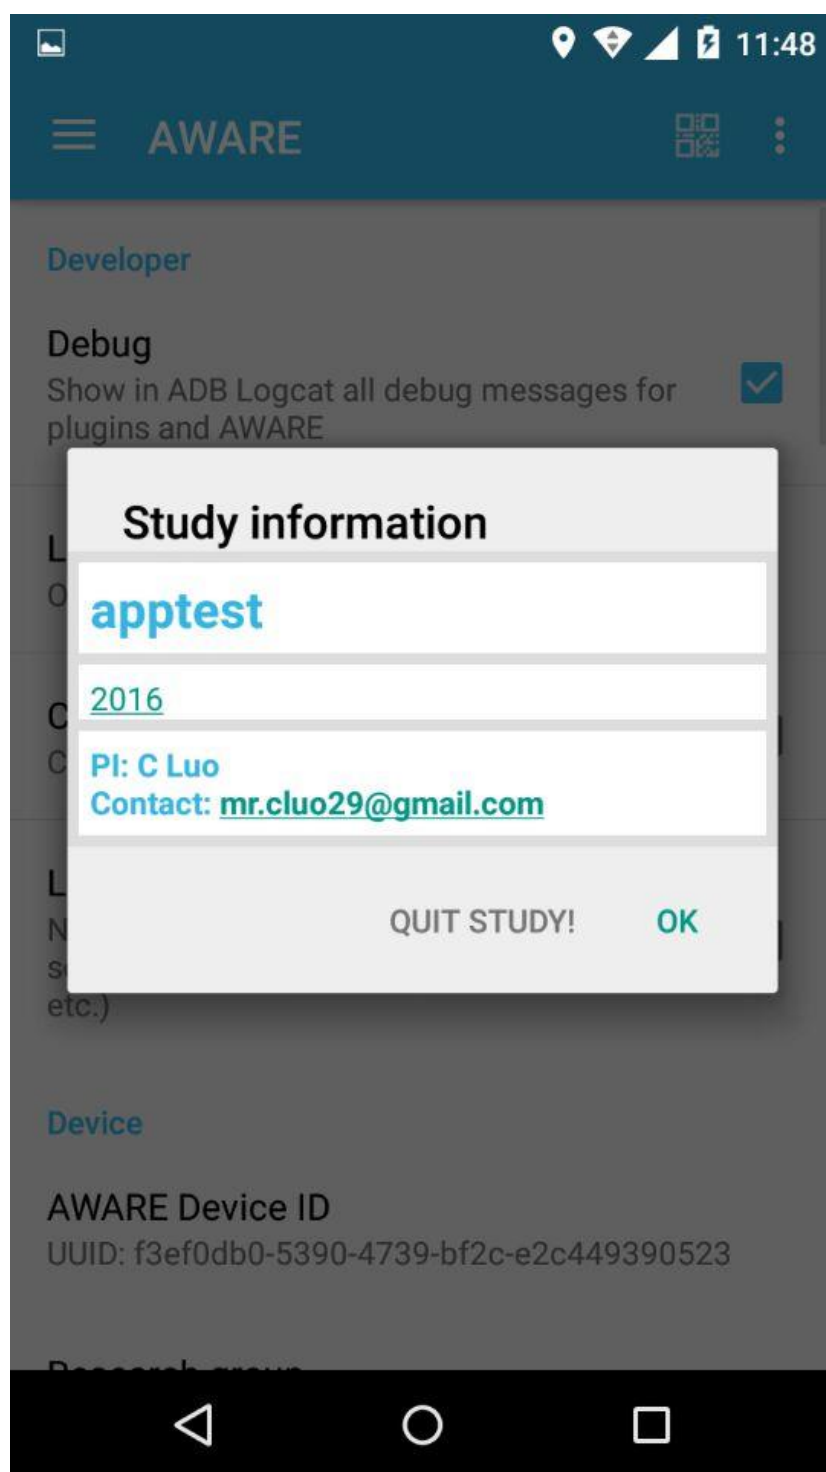 11:48
AWARE
Developer
Debug
Show in ADB Logcat all debug messages for
plugins and AWARE
Study information
apptest
2016
PI: C Luo
Contact: mr.cluo29@gmail.com
QUIT STUDY!
OK
etc.)
Device
AWARE Device ID
UUID: f3ef0db0-5390-4739-bf2c-e2c449390523
Research group